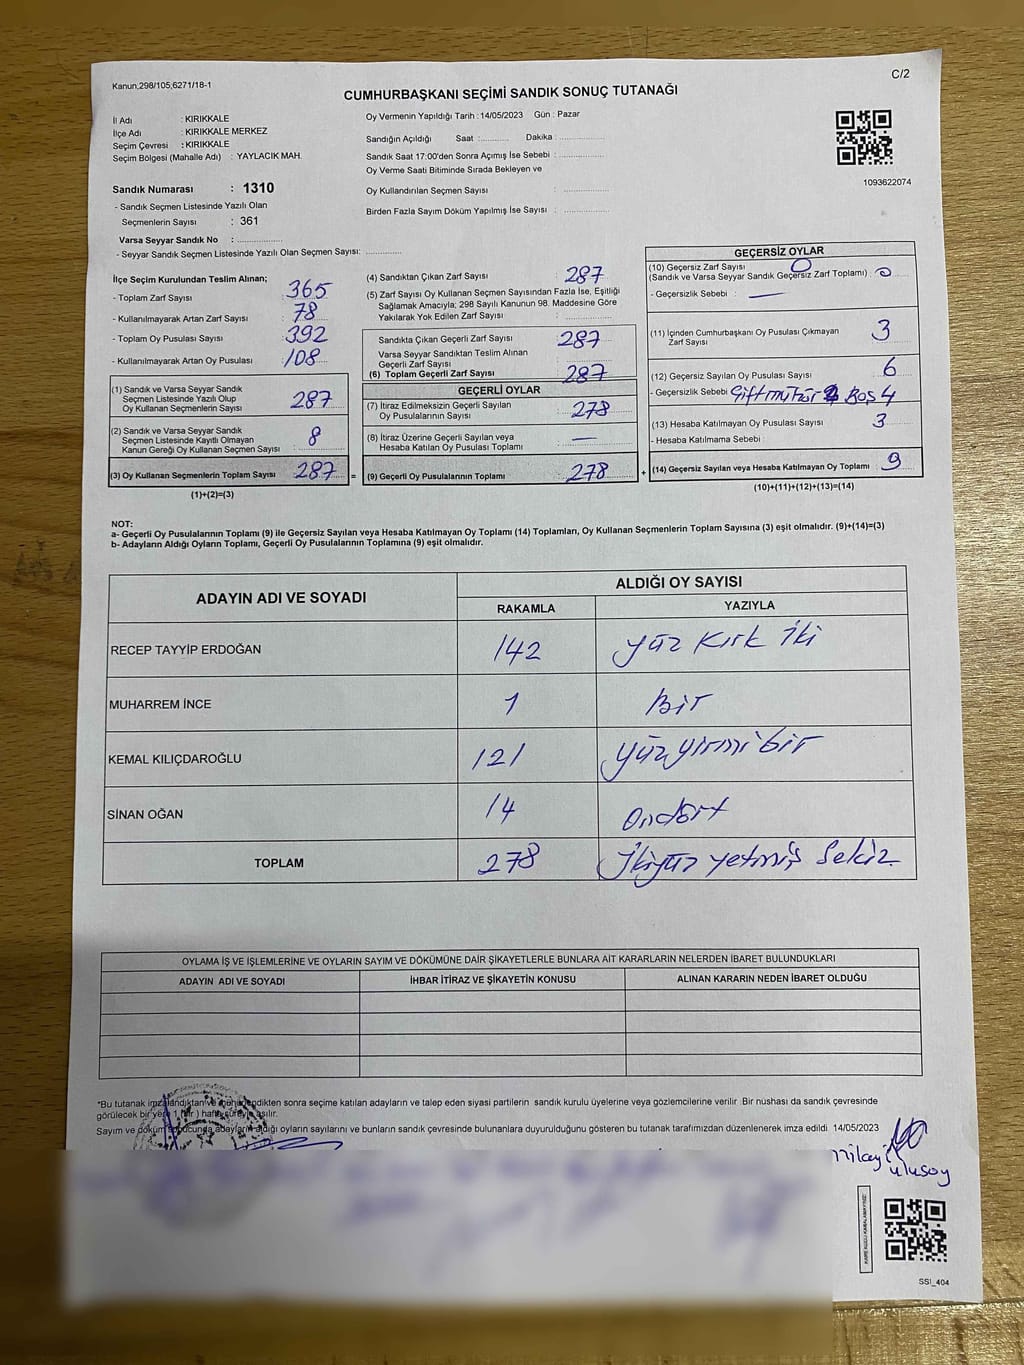 Kanun;298/105;6271/18-1
C/2
CUMHURBAŞKANI SEÇİMİ SANDIK SONUÇ TUTANAĞI
İl Adı : KIRIKKALE
İlçe Adı : KIRIKKALE MERKEZ
Seçim Çevresi : KIRIKKALE
Seçim Bölgesi (Mahalle Adı) : YAYLACIK MAH.
Sandık Numarası : 1310
- Sandık Seçmen Listesinde Yazılı Olan
Seçmenlerin Sayısı : 361
Varsa Seyyar Sandık No : ................
- Seyyar Sandık Seçmen Listesinde Yazılı Olan Seçmen Sayısı: ............
Oy Vermenin Yapıldığı Tarih : 14/05/2023 Gün : Pazar
Sandığın Açıldığı Saat :.......... Dakika :...............
Sandık Saat 17:00'den Sonra Açımış İse Sebebi : ...............
Oy Verme Saati Bitiminde Sırada Bekleyen ve
Oy Kullandırılan Seçmen Sayısı : ...............
Birden Fazla Sayım Döküm Yapılmış İse Sayısı : ...............
1093622074
İlçe Seçim Kurulundan Teslim Alınan;
- Toplam Zarf Sayısı : 365
- Kullanılmayarak Artan Zarf Sayısı : 78
- Toplam Oy Pusulası Sayısı : 392
- Kullanılmayarak Artan Oy Pusulası : 108
(1) Sandık ve Varsa Seyyar Sandık
Seçmen Listesinde Yazılı Olup
Oy Kullanan Seçmenlerin Sayısı : 287
(2) Sandık ve Varsa Seyyar Sandık
Seçmen Listesinde Kayıtlı Olmayan
Kanun Gereği Oy Kullanan Seçmen Sayısı : 8
(3) Oy Kullanan Seçmenlerin Toplam Sayısı : 287 =
(1)+(2)=(3)
(4) Sandıktan Çıkan Zarf Sayısı : 287
(5) Zarf Sayısı Oy Kullanan Seçmen Sayısından Fazla İse, Eşitliği
Sağlamak Amacıyla; 298 Sayılı Kanunun 98. Maddesine Göre
Yakılarak Yok Edilen Zarf Sayısı : ...............
Sandıkta Çıkan Geçerli Zarf Sayısı : 287
Varsa Seyyar Sandıktan Teslim Alınan
Geçerli Zarf Sayısı :
(6) Toplam Geçerli Zarf Sayısı : 287
GEÇERLİ OYLAR
(7) İtiraz Edilmeksizin Geçerli Sayılan
Oy Pusulalarının Sayısı : 278
(8) İtiraz Üzerine Geçerli Sayılan veya
Hesaba Katılan Oy Pusulası Toplamı : —
(9) Geçerli Oy Pusulalarının Toplamı : 278 +
GEÇERSİZ OYLAR
(10) Geçersiz Zarf Sayısı 0
(Sandık ve Varsa Seyyar Sandık Geçersiz Zarf Toplamı) : 0
- Geçersizlik Sebebi : —
(11) İçinden Cumhurbaşkanı Oy Pusulası Çıkmayan
Zarf Sayısı : 3
(12) Geçersiz Sayılan Oy Pusulası Sayısı : 6
- Geçersizlik Sebebi : Çift mühür 2 Boş 4
(13) Hesaba Katılmayan Oy Pusulası Sayısı : 3
- Hesaba Katılmama Sebebi :
(14) Geçersiz Sayılan veya Hesaba Katılmayan Oy Toplamı : 9
(10)+(11)+(12)+(13)=(14)
NOT:
a- Geçerli Oy Pusulalarının Toplamı (9) ile Geçersiz Sayılan veya Hesaba Katılmayan Oy Toplamı (14) Toplamları, Oy Kullanan Seçmenlerin Toplam Sayısına (3) eşit olmalıdır. (9)+(14)=(3)
b- Adayların Aldığı Oyların Toplamı, Geçerli Oy Pusulalarının Toplamına (9) eşit olmalıdır.
ADAYIN ADI VE SOYADI
ALDIĞI OY SAYISI
RAKAMLA YAZIYLA
RECEP TAYYİP ERDOĞAN 142 yüz kırk iki
MUHARREM İNCE 1 Bir
KEMAL KILIÇDAROĞLU 121 yüzyirmibir
SİNAN OĞAN 14 Ondört
TOPLAM 278 İkiyüz yetmiş sekiz
OYLAMA İŞ VE İŞLEMLERİNE VE OYLARIN SAYIM VE DÖKÜMÜNE DAİR ŞİKAYETLERLE BUNLARA AİT KARARLARIN NELERDEN İBARET BULUNDUKLARI
ADAYIN ADI VE SOYADI İHBAR İTİRAZ VE ŞİKAYETİN KONUSU ALINAN KARARIN NEDEN İBARET OLDUĞU
*Bu tutanak imzalandıktan ve mühürlendikten sonra seçime katılan adayların ve talep eden siyasi partilerin sandık kurulu üyelerine veya gözlemcilerine verilir Bir nüshası da sandık çevresinde
görülecek bir yere 1 (bir) hafta süreyle asılır.
Sayım ve döküm sonucunda adayların aldığı oyların sayılarını ve bunların sandık çevresinde bulunanlara duyurulduğunu gösteren bu tutanak tarafımızdan düzenlenerek imza edildi 14/05/2023
ulusoy
SSİ_404